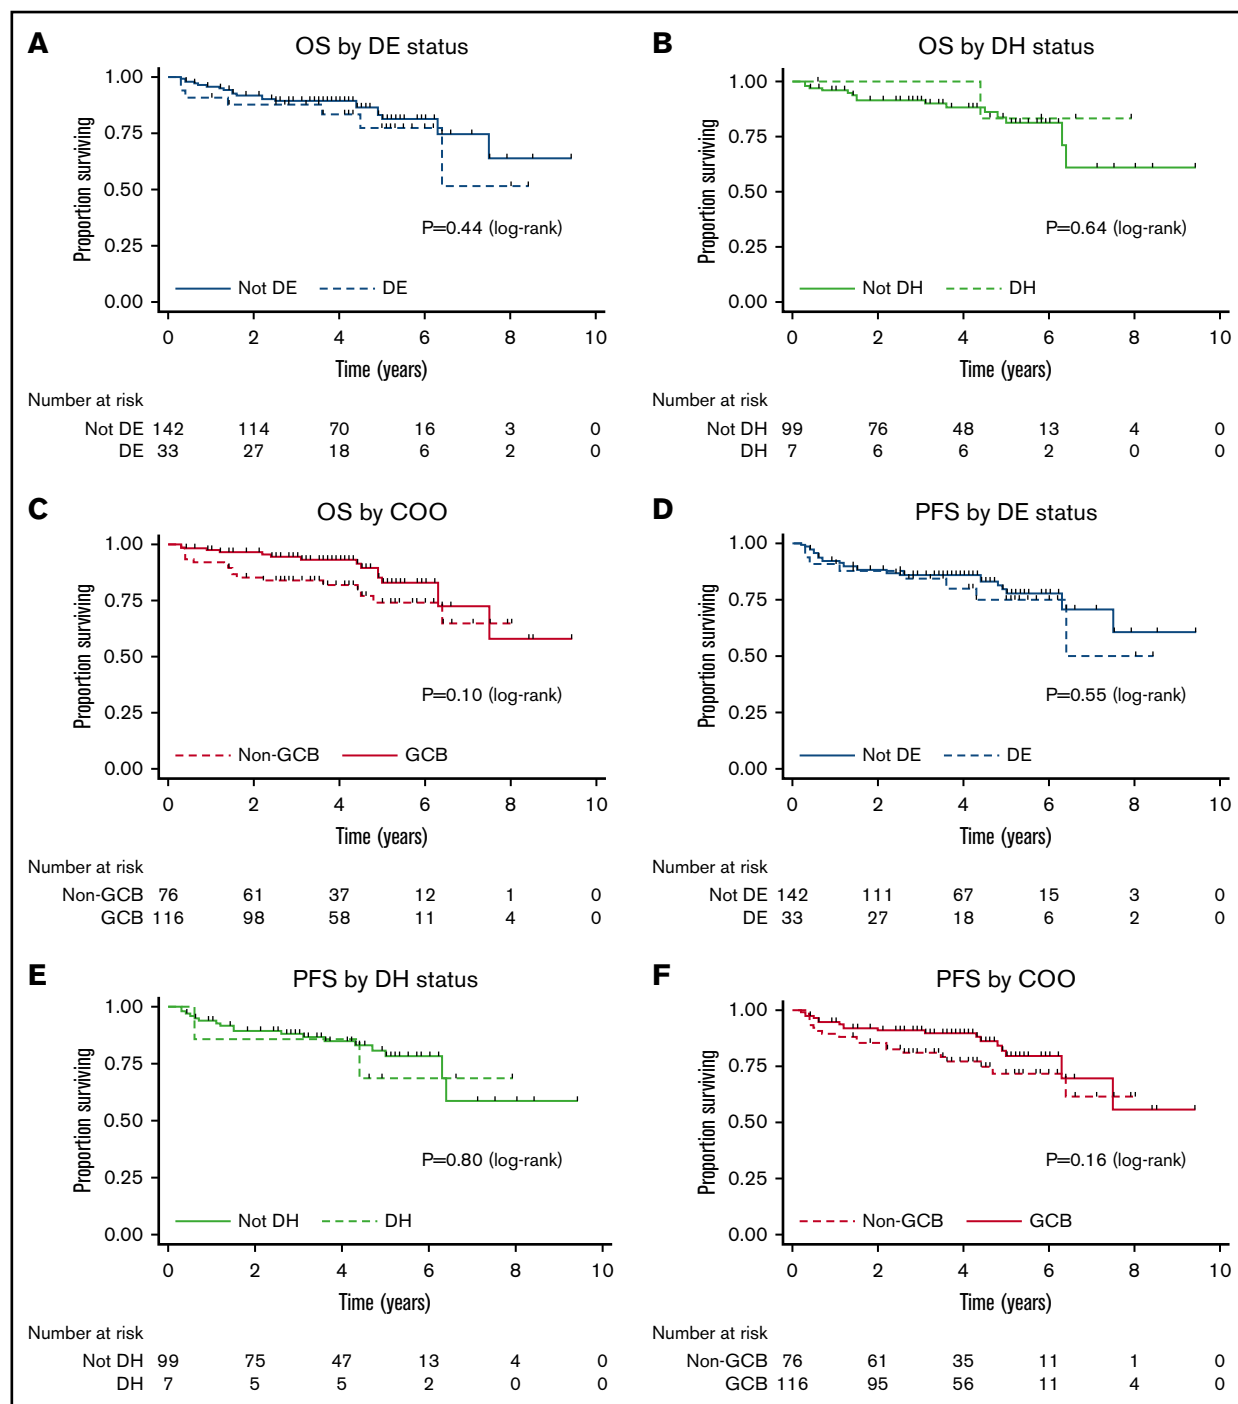 A
OS by DE status
Proportion surviving
1.00
0.75
0.50
0.25
0.00
P=0.44 (log-rank)
Not DE DE
0 2 4 6 8 10
Time (years)
Number at risk
Not DE 142 114 70 16 3 0
DE 33 27 18 6 2 0
B
OS by DH status
Proportion surviving
1.00
0.75
0.50
0.25
0.00
P=0.64 (log-rank)
Not DH DH
0 2 4 6 8 10
Time (years)
Number at risk
Not DH 99 76 48 13 4 0
DH 7 6 6 2 0 0
C
OS by COO
Proportion surviving
1.00
0.75
0.50
0.25
0.00
P=0.10 (log-rank)
Non-GCB GCB
0 2 4 6 8 10
Time (years)
Number at risk
Non-GCB 76 61 37 12 1 0
GCB 116 98 58 11 4 0
D
PFS by DE status
Proportion surviving
1.00
0.75
0.50
0.25
0.00
P=0.55 (log-rank)
Not DE DE
0 2 4 6 8 10
Time (years)
Number at risk
Not DE 142 111 67 15 3 0
DE 33 27 18 6 2 0
E
PFS by DH status
Proportion surviving
1.00
0.75
0.50
0.25
0.00
P=0.80 (log-rank)
Not DH DH
0 2 4 6 8 10
Time (years)
Number at risk
Not DH 99 75 47 13 4 0
DH 7 5 5 2 0 0
F
PFS by COO
Proportion surviving
1.00
0.75
0.50
0.25
0.00
P=0.16 (log-rank)
Non-GCB GCB
0 2 4 6 8 10
Time (years)
Number at risk
Non-GCB 76 61 35 11 1 0
GCB 116 95 56 11 4 0